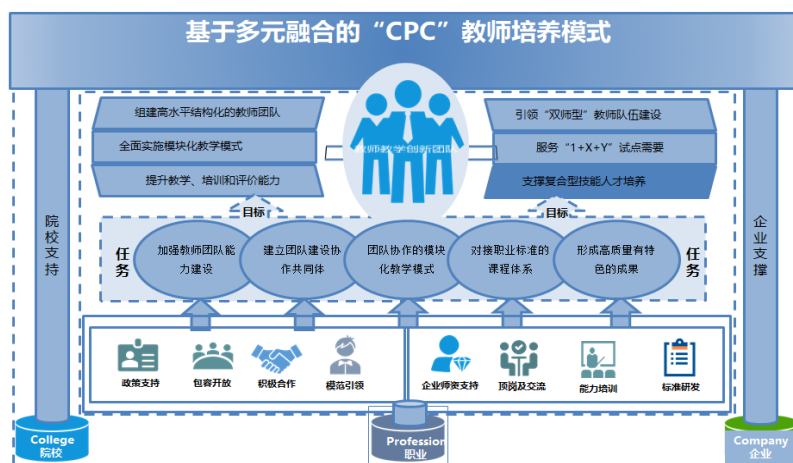 基于多元融合的“CPC”教师培养模式
组建高水平结构化的教师团队
全面实施模块化教学模式
提升教学、培训和评价能力
教师教学创新团队
引领“双师型”教师队伍建设
服务“1+X+Y”试点需要
支撑复合型技能人才培养
目标
目标
院校支持
企业支撑
任务
加强教师团队能
力建设
建立团队建设协
作共同体
团队协作的模块
化教学模式
对接职业标准的
课程体系
形成高质量有特
色的成果
任务
政策支持
包容开放
积极合作
模范引领
企业师资支持
顶岗及交流
能力培训
标准研发
College
院校
Profession
职业
Company
企业